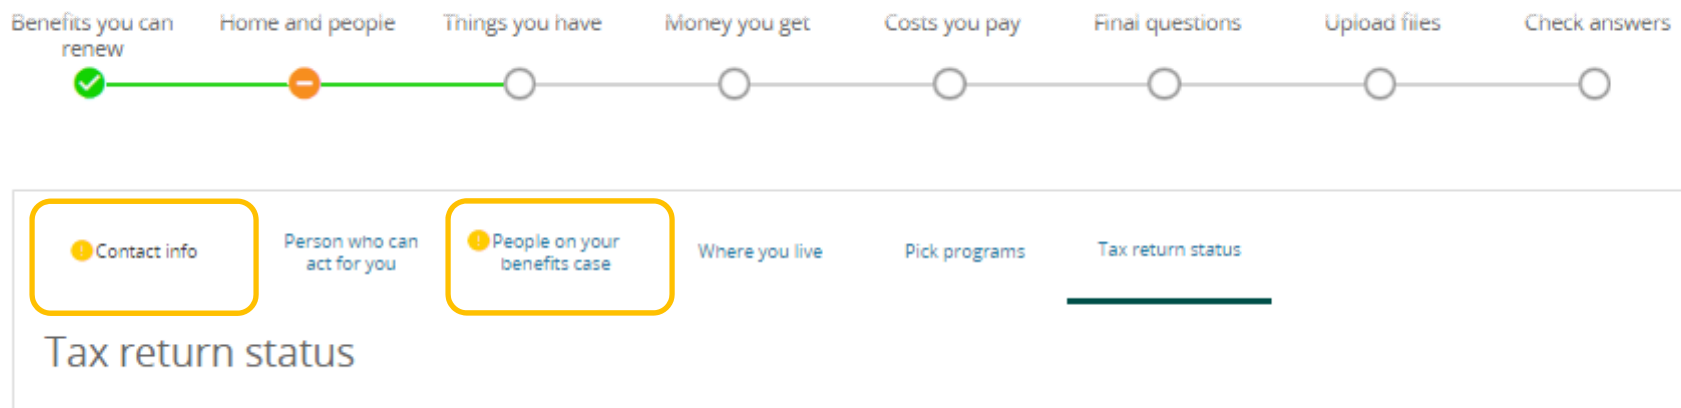 Benefits you can Home and people Things you have Money you get Costs you pay Final questions Upload files Check answers
renew
Contact info
Person who can
act for you
People on your
benefits case
Where you live
Pick programs
Tax return status
Tax return status